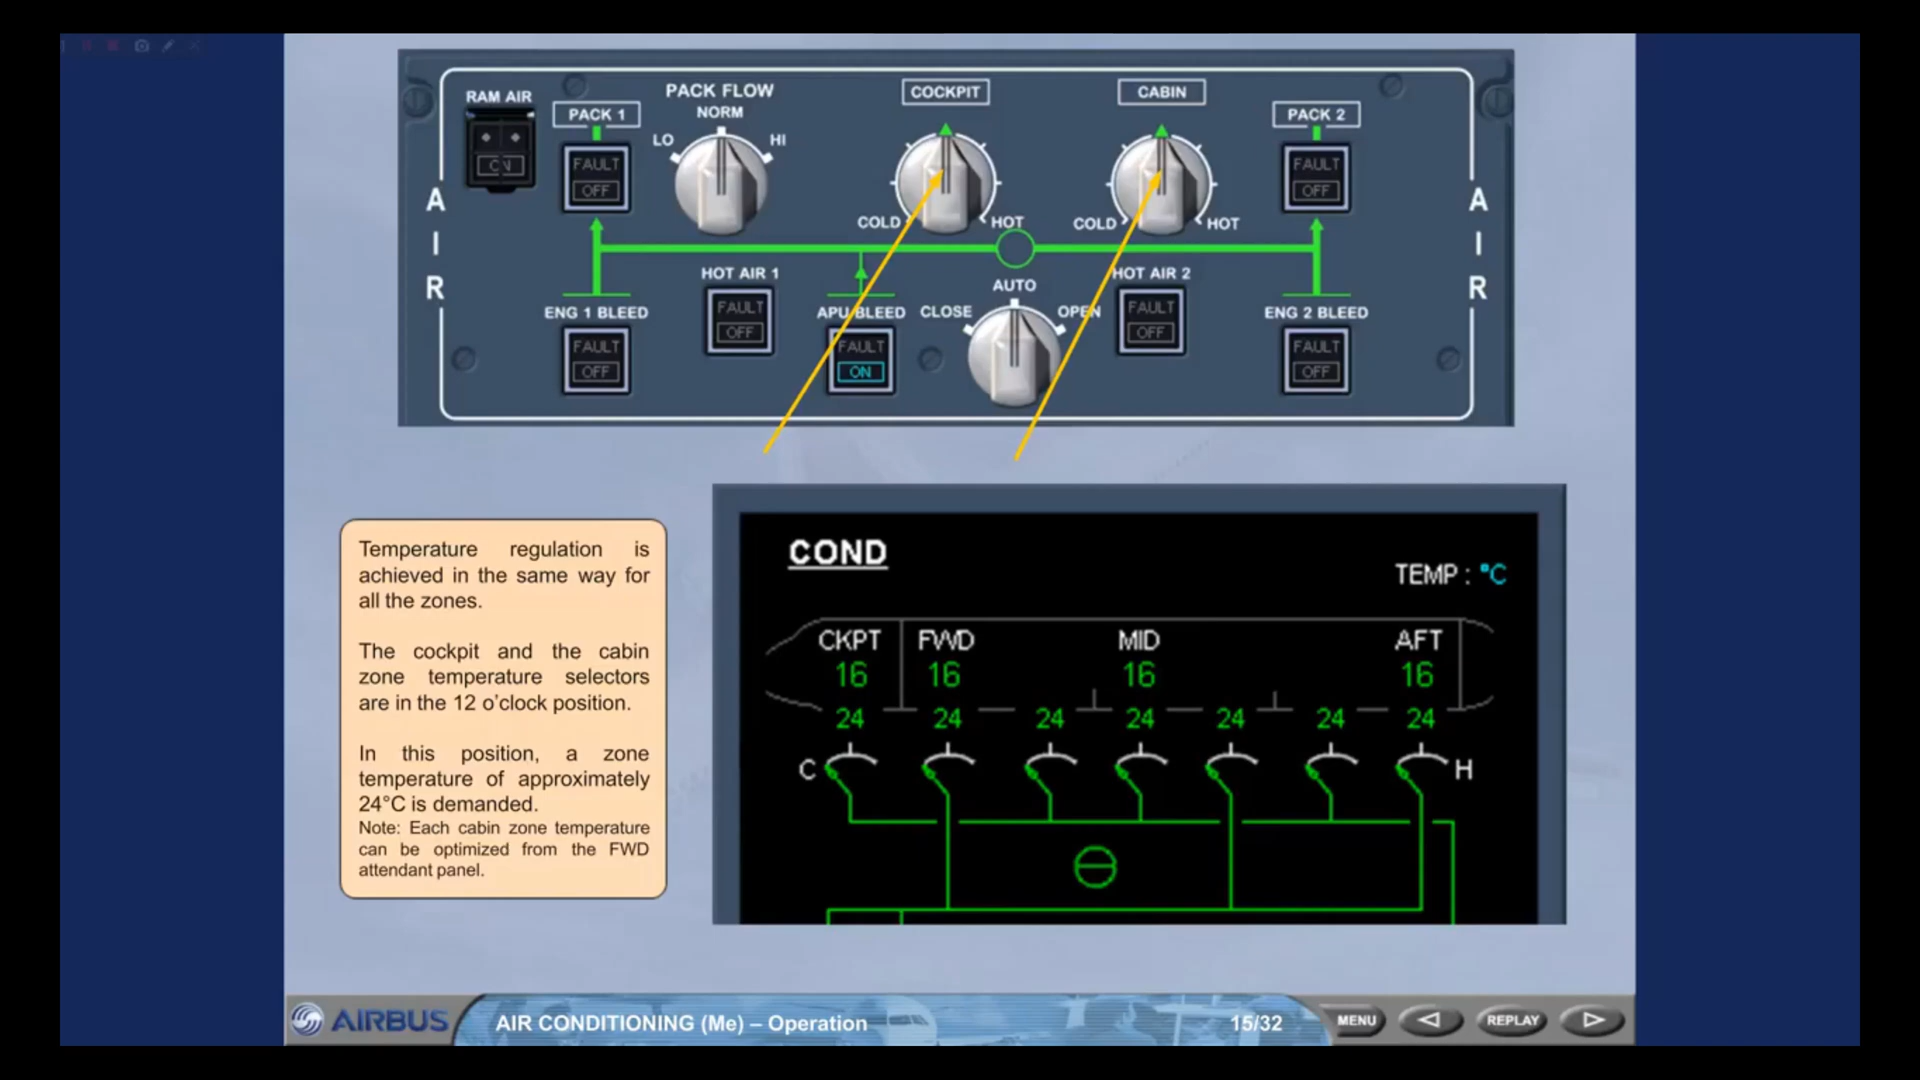 RAM AIR
ON
PACK 1
FAULT
OFF
PACK FLOW
NORM
LO
HI
COCKPIT
COLD
HOT
CABIN
COLD
HOT
PACK 2
FAULT
OFF
A
I
R
A
I
R
HOT AIR 1
FAULT
OFF
AUTO
CLOSE
OPEN
HOT AIR 2
FAULT
OFF
ENG 1 BLEED
FAULT
OFF
APU BLEED
FAULT
ON
ENG 2 BLEED
FAULT
OFF
Temperature regulation is
achieved in the same way for
all the zones.
The cockpit and the cabin
zone temperature selectors
are in the 12 o'clock position.
In this position, a zone
temperature of approximately
24°C is demanded.
Note: Each cabin zone temperature
can be optimized from the FWD
attendant panel.
COND
TEMP : °C
CKPT FWD MID AFT
16 16 16 16
24 24 24 24 24 24 24
C H
AIRBUS
AIR CONDITIONING (Me) – Operation
15/32
MENU
REPLAY